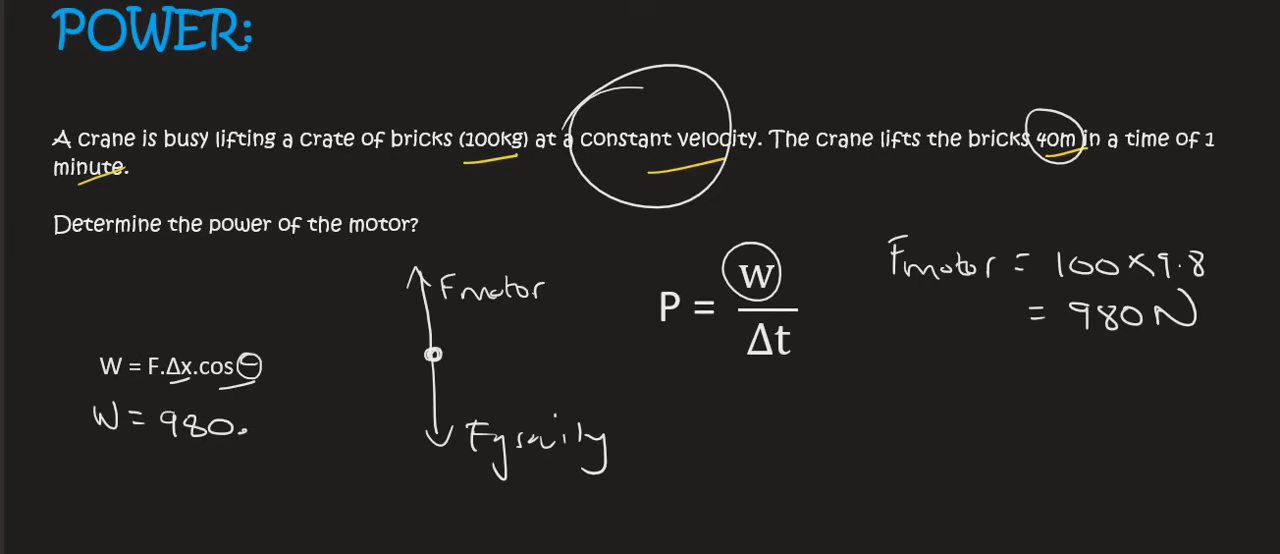 POWER:
A crane is busy lifting a crate of bricks (100kg) at a constant velocity. The crane lifts the bricks 40m in a time of 1
minute.
Determine the power of the motor?
Fmotor
W = F.Δx.cosθ
W = 980.
Fgravity
P = w
Δt
Fmotor = 100 × 9.8
= 980 N